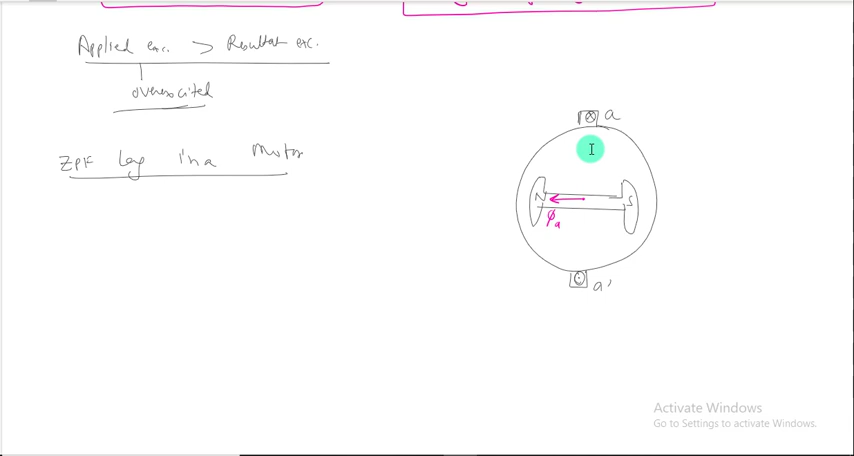 Applied exc. > Resultant exc.
overexcited
ZPF lag in a Motor
a
N
S
ϕa
a'
Activate Windows
Go to Settings to activate Windows.